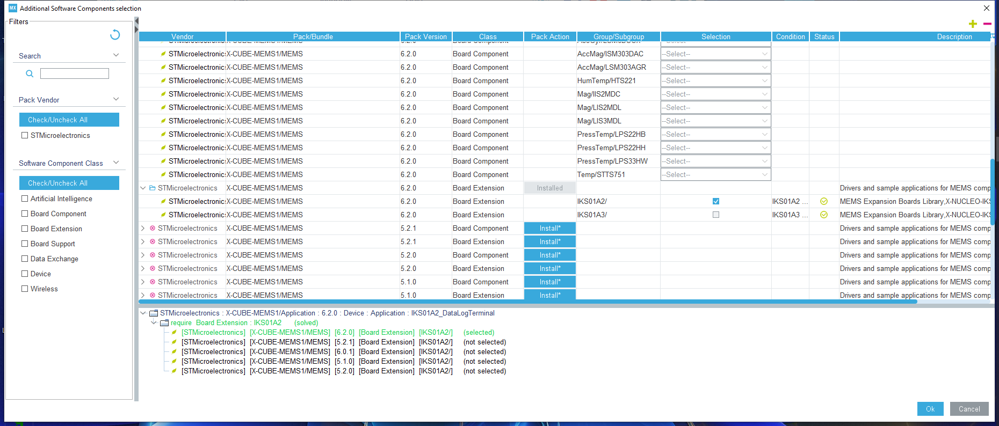 MX Additional Software Components selection
Filters
Search
Pack Vendor
Check/Uncheck All
STMicroelectronics
Software Component Class
Check/Uncheck All
Artificial Intelligence
Board Component
Board Extension
Board Support
Data Exchange
Device
Wireless
Vendor Pack/Bundle Pack Version Class Pack Action Group/Subgroup Selection Condition Status Description
STMicroelectronic: X-CUBE-MEMS1/MEMS 6.2.0 Board Component AccMag/ISM303DAC --Select--
STMicroelectronic: X-CUBE-MEMS1/MEMS 6.2.0 Board Component AccMag/LSM303AGR --Select--
STMicroelectronic: X-CUBE-MEMS1/MEMS 6.2.0 Board Component HumTemp/HTS221 --Select--
STMicroelectronic: X-CUBE-MEMS1/MEMS 6.2.0 Board Component Mag/IIS2MDC --Select--
STMicroelectronic: X-CUBE-MEMS1/MEMS 6.2.0 Board Component Mag/LIS2MDL --Select--
STMicroelectronic: X-CUBE-MEMS1/MEMS 6.2.0 Board Component Mag/LIS3MDL --Select--
STMicroelectronic: X-CUBE-MEMS1/MEMS 6.2.0 Board Component PressTemp/LPS22HB --Select--
STMicroelectronic: X-CUBE-MEMS1/MEMS 6.2.0 Board Component PressTemp/LPS22HH --Select--
STMicroelectronic: X-CUBE-MEMS1/MEMS 6.2.0 Board Component PressTemp/LPS33HW --Select--
STMicroelectronic: X-CUBE-MEMS1/MEMS 6.2.0 Board Component Temp/STTS751 --Select--
STMicroelectronics X-CUBE-MEMS1/MEMS 6.2.0 Board Extension Installed Drivers and sample applications for MEMS comp
STMicroelectronic: X-CUBE-MEMS1/MEMS 6.2.0 Board Extension IKS01A2/ IKS01A2 ... MEMS Expansion Boards Library,X-NUCLEO-IKS
STMicroelectronic: X-CUBE-MEMS1/MEMS 6.2.0 Board Extension IKS01A3/ IKS01A3 ... MEMS Expansion Boards Library,X-NUCLEO-IKS
STMicroelectronics X-CUBE-MEMS1/MEMS 5.2.1 Board Component Install* Drivers and sample applications for MEMS comp
STMicroelectronics X-CUBE-MEMS1/MEMS 5.2.1 Board Extension Install* Drivers and sample applications for MEMS comp
STMicroelectronics X-CUBE-MEMS1/MEMS 5.2.0 Board Component Install* Drivers and sample applications for MEMS comp
STMicroelectronics X-CUBE-MEMS1/MEMS 5.2.0 Board Extension Install* Drivers and sample applications for MEMS comp
STMicroelectronics X-CUBE-MEMS1/MEMS 5.1.0 Board Component Install* Drivers and sample applications for MEMS comp
STMicroelectronics X-CUBE-MEMS1/MEMS 5.1.0 Board Extension Install* Drivers and sample applications for MEMS comp
STMicroelectronics : X-CUBE-MEMS1/Application : 6.2.0 : Device : Application : IKS01A2_DataLogTerminal
require Board Extension : IKS01A2 (solved)
[STMicroelectronics] [X-CUBE-MEMS1/MEMS] [6.2.0] [Board Extension] [IKS01A2/] (selected)
[STMicroelectronics] [X-CUBE-MEMS1/MEMS] [5.2.1] [Board Extension] [IKS01A2/] (not selected)
[STMicroelectronics] [X-CUBE-MEMS1/MEMS] [6.0.1] [Board Extension] [IKS01A2/] (not selected)
[STMicroelectronics] [X-CUBE-MEMS1/MEMS] [5.1.0] [Board Extension] [IKS01A2/] (not selected)
[STMicroelectronics] [X-CUBE-MEMS1/MEMS] [5.2.0] [Board Extension] [IKS01A2/] (not selected)
Ok Cancel